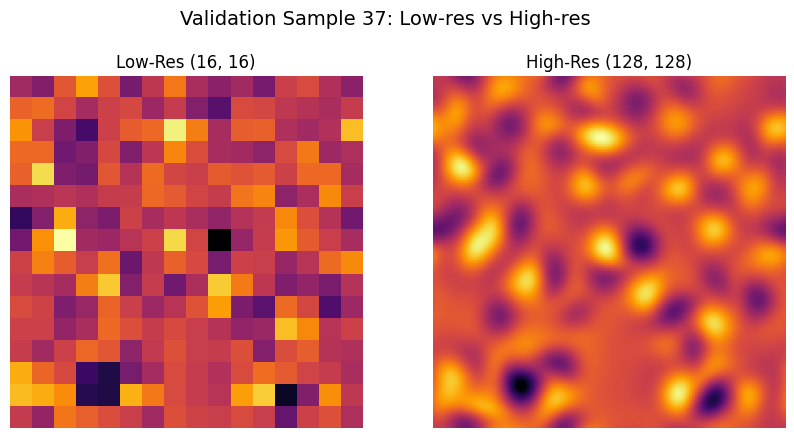 Validation Sample 37: Low-res vs High-res
Low-Res (16, 16)
High-Res (128, 128)